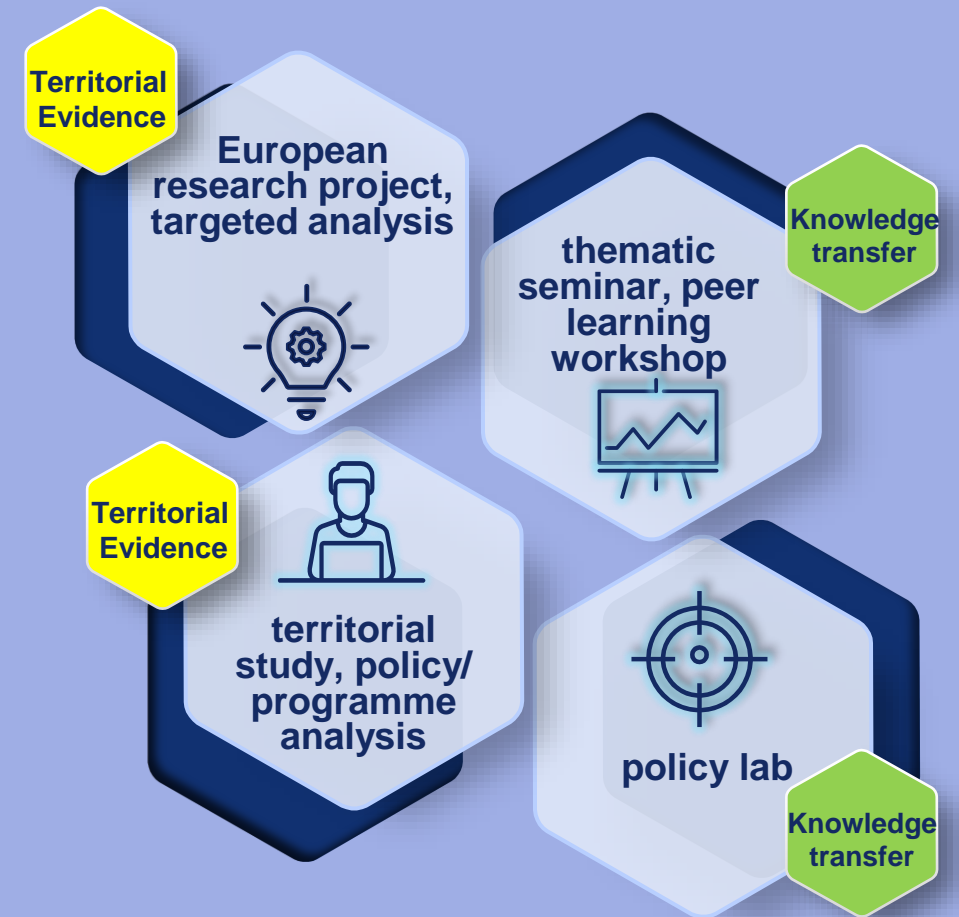 Territorial
Evidence
European
research project,
targeted analysis
Knowledge
transfer
thematic
seminar, peer
learning
workshop
Territorial
Evidence
territorial
study, policy/
programme
analysis
policy lab
Knowledge
transfer